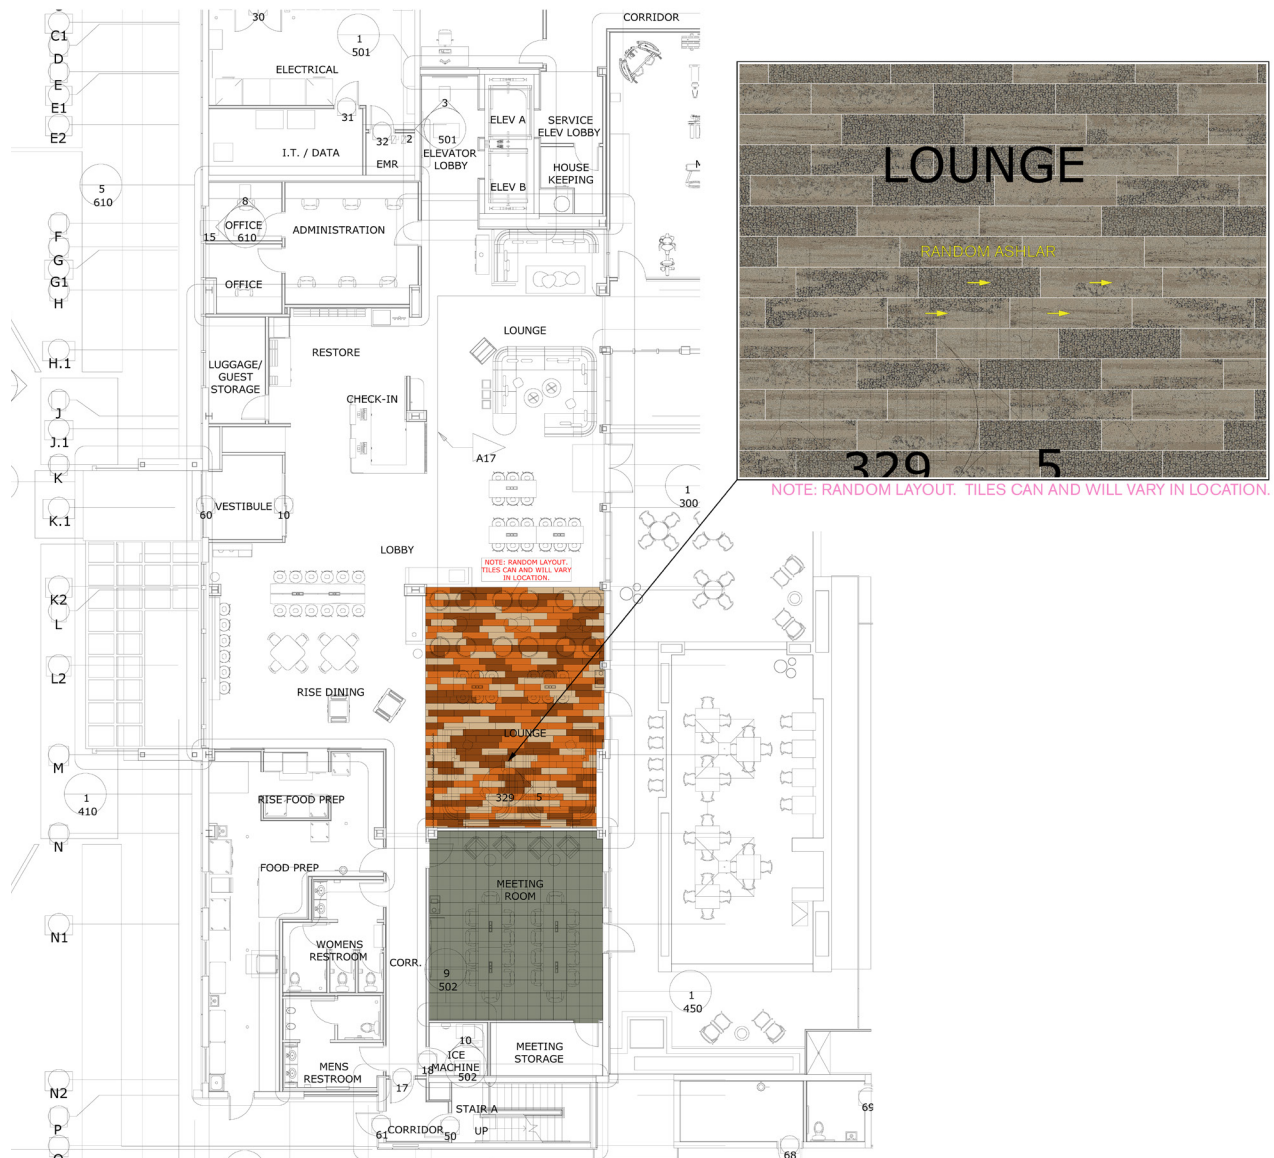 C1
D
E
E1
E2
5
610
F
G
G1
H
H.1
J
J.1
K
K.1
K2
L
L2
M
1
410
N
N1
N2
P
30
1
501
ELECTRICAL
31
I.T. / DATA
32
2
EMR
3
501
ELEVATOR
LOBBY
ELEV A
ELEV B
CORRIDOR
SERVICE
ELEV LOBBY
HOUSE
KEEPING
8
OFFICE
610
15
ADMINISTRATION
OFFICE
LOUNGE
RESTORE
LUGGAGE/
GUEST
STORAGE
CHECK-IN
A17
VESTIBULE
60
10
LOBBY
1
300
NOTE: RANDOM LAYOUT.
TILES CAN AND WILL VARY
IN LOCATION.
RISE DINING
LOUNGE
329
5
RISE FOOD PREP
FOOD PREP
MEETING
ROOM
WOMENS
RESTROOM
CORR.
9
502
1
450
10
ICE
MACHINE
502
18
MEETING
STORAGE
MENS
RESTROOM
17
STAIR A
UP
61
CORRIDOR
50
69
68
LOUNGE
RANDOM ASHLAR
329
5
NOTE: RANDOM LAYOUT. TILES CAN AND WILL VARY IN LOCATION.